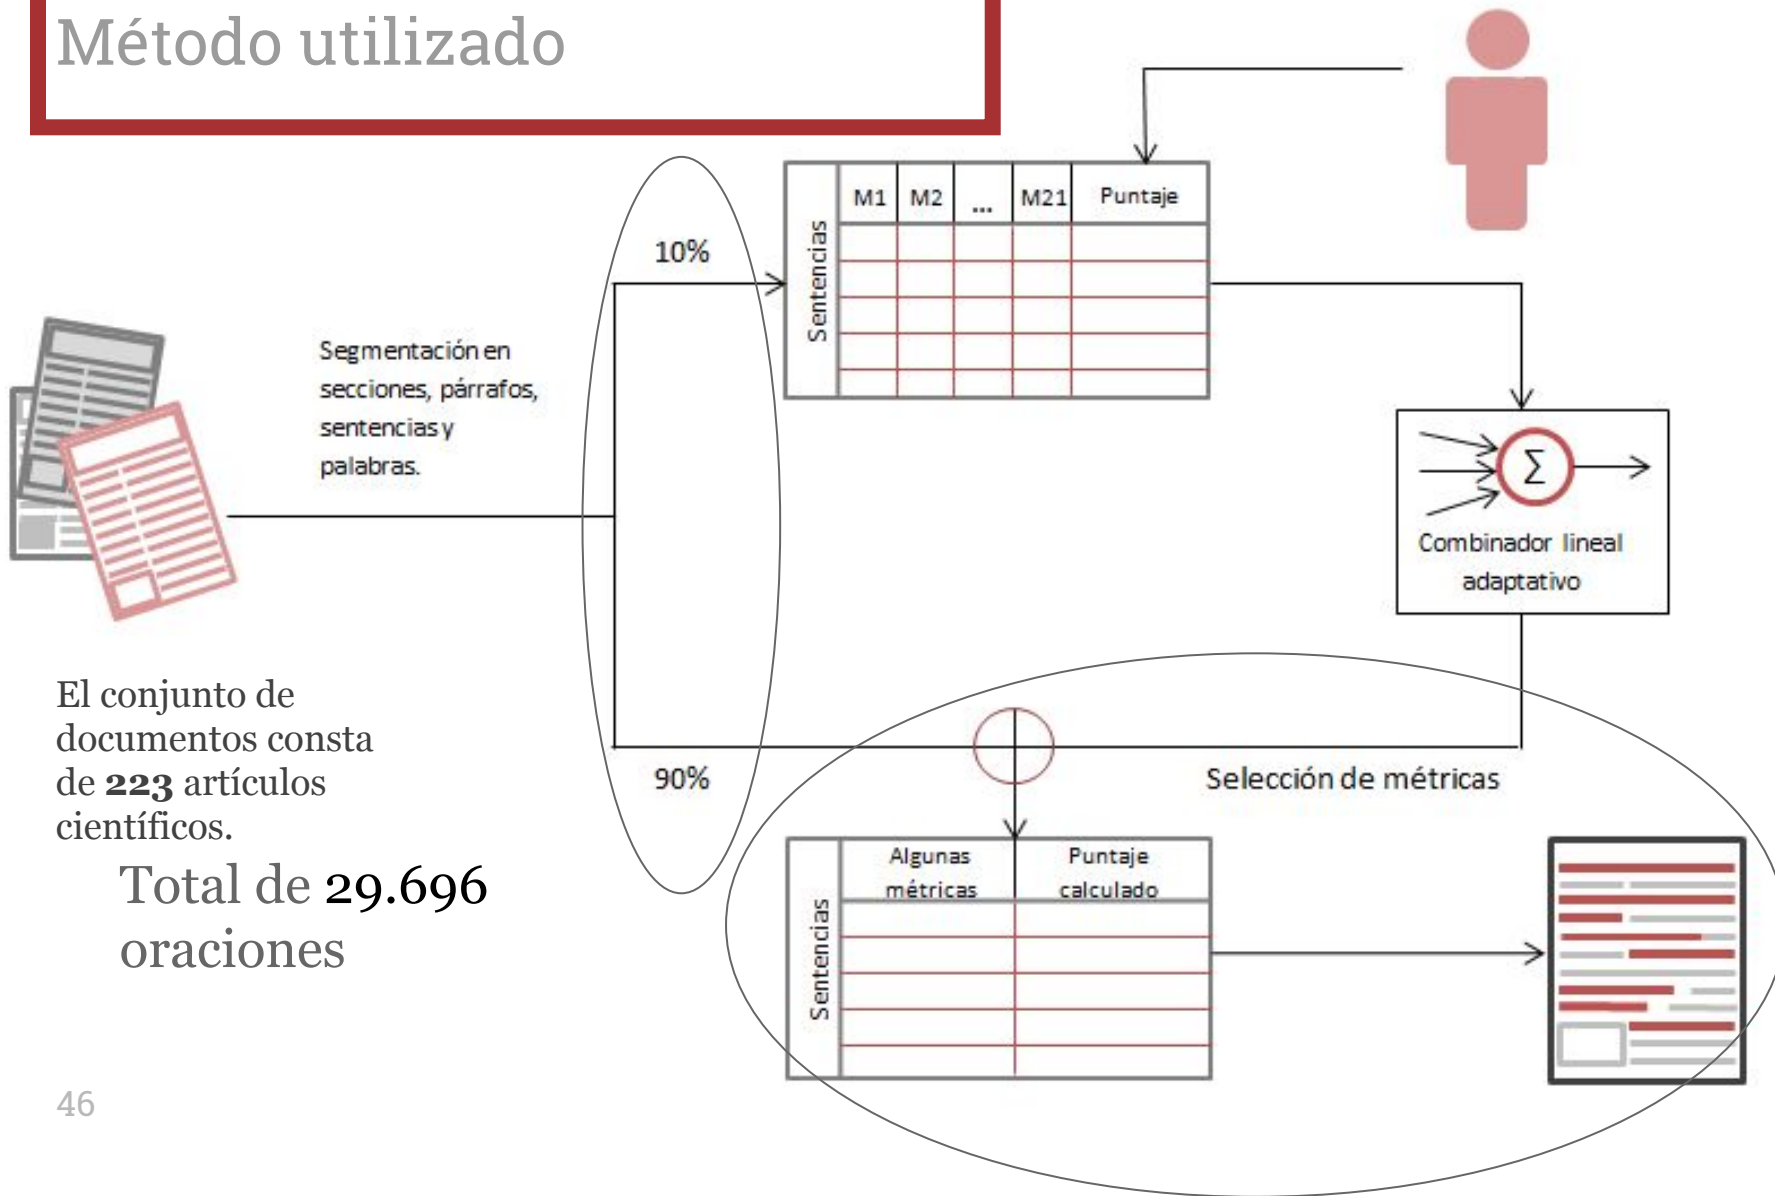 Método utilizado
M1 M2 ... M21 Puntaje
Sentencias
10%
Segmentación en
secciones, párrafos,
sentencias y
palabras.
Σ
Combinador lineal
adaptativo
El conjunto de
documentos consta
de 223 artículos
científicos.
Total de 29.696
oraciones
90%
Selección de métricas
Algunas
métricas
Puntaje
calculado
Sentencias
46